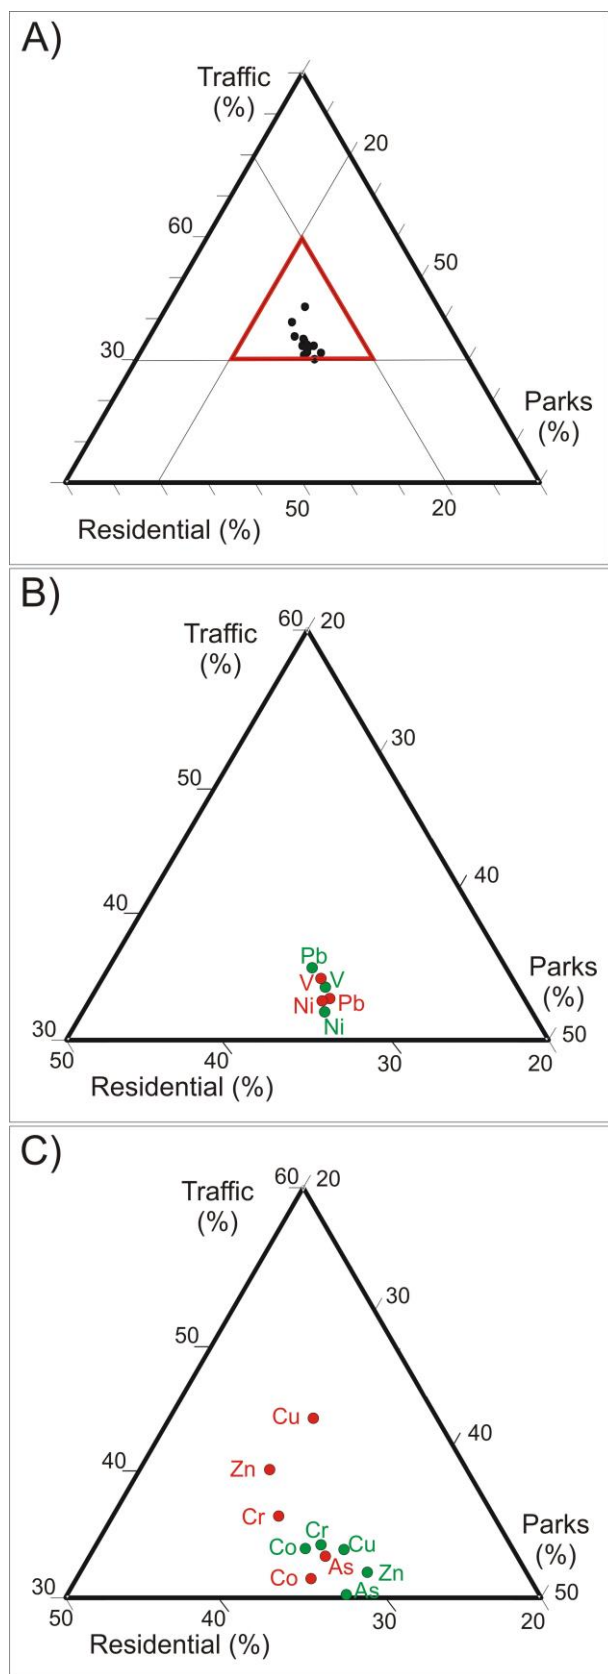 A)
Traffic
(%)
20
60
50
30
Parks
(%)
50
20
Residential (%)
B)
60 20
Traffic
(%)
30
50
40
40
Pb
V V
Ni Pb
Ni
Parks
(%)
30
50
50
40
30
20
Residential (%)
C)
60 20
Traffic
(%)
30
50
Cu
40
40
Zn
Cr
Cr
Co Cu
As
Co Zn
As
Parks
(%)
30
50
50
40
30
20
Residential (%)